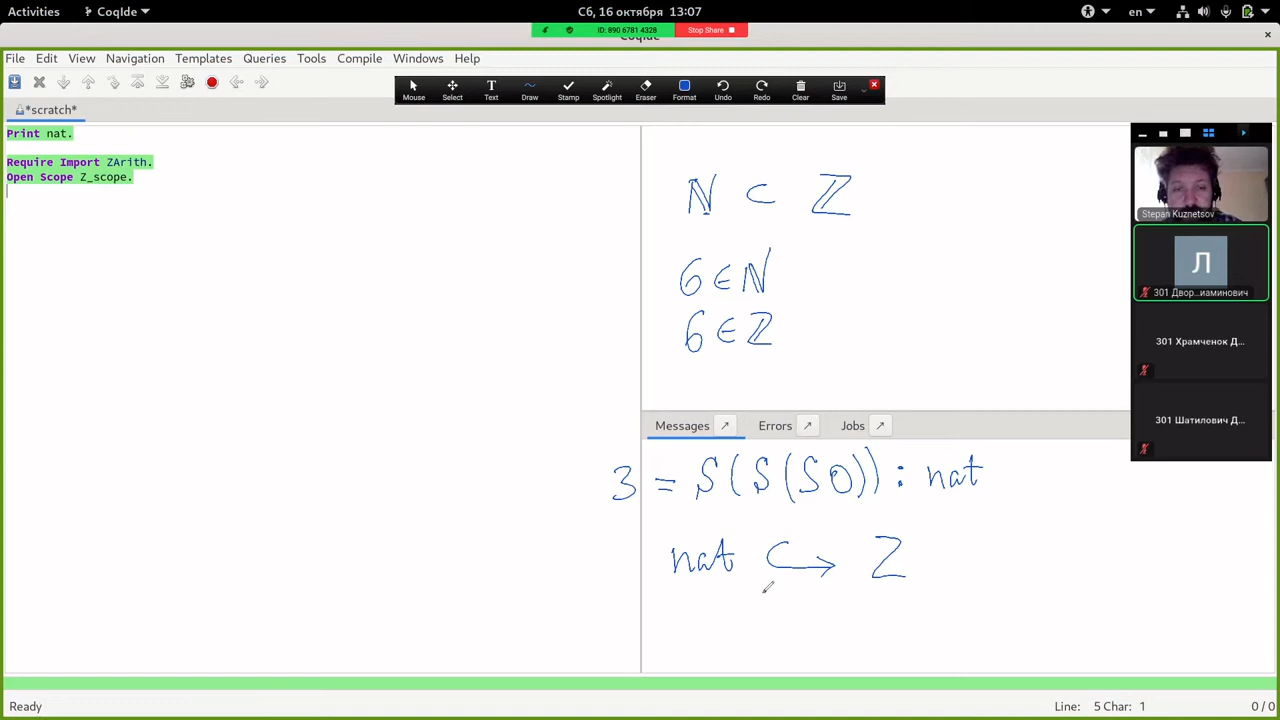 Activities CoqIde Сб, 16 октября 13:07 en
ID: 890 6781 4328 Stop Share
CoqIde
File Edit View Navigation Templates Queries Tools Compile Windows Help
Mouse Select Text Draw Stamp Spotlight Eraser Format Undo Redo Clear Save
*scratch*
Print nat.
Require Import ZArith.
Open Scope Z_scope.
ℕ ⊂ ℤ
6 ∈ ℕ
6 ∈ ℤ
Stepan Kuznetsov
Л
301 Двор...иаминович
301 Храмченок Д...
301 Шатилович Д...
Messages Errors Jobs
3 = S(S(SO)) : nat
nat ↪ Z
Ready Line: 5 Char: 1 0 / 0